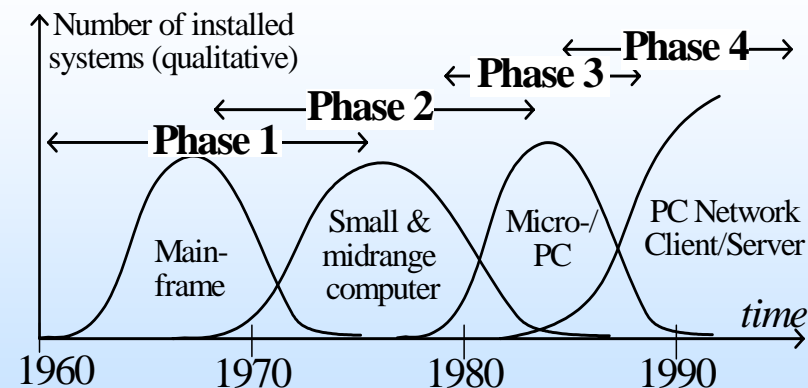 Number of installed
systems (qualitative)
Phase 4
Phase 3
Phase 2
Phase 1
Main-
frame
Small &
midrange
computer
Micro-/
PC
PC Network
Client/Server
time
1960
1970
1980
1990